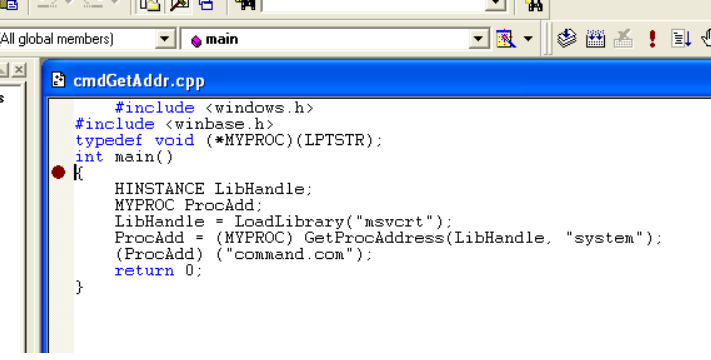 All global members)
main
cmdGetAddr.cpp
#include <windows.h>
#include <winbase.h>
typedef void (*MYPROC)(LPTSTR);
int main()
{
HINSTANCE LibHandle;
MYPROC ProcAdd;
LibHandle = LoadLibrary("msvcrt");
ProcAdd = (MYPROC) GetProcAddress(LibHandle, "system");
(ProcAdd) ("command.com");
return 0;
}